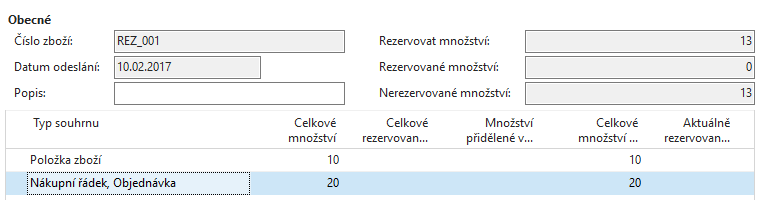 Obecné
Číslo zboží: REZ_001 Rezervovat množství: 13
Datum odeslání: 10.02.2017 Rezervované množství: 0
Popis: Nerezervované množství: 13
Typ souhrnu Celkové Celkové Množství Celkové Aktuálně
množství rezervovan... přidělené v... množství ... rezervovan...
Položka zboží 10 10
Nákupní řádek, Objednávka 20 20